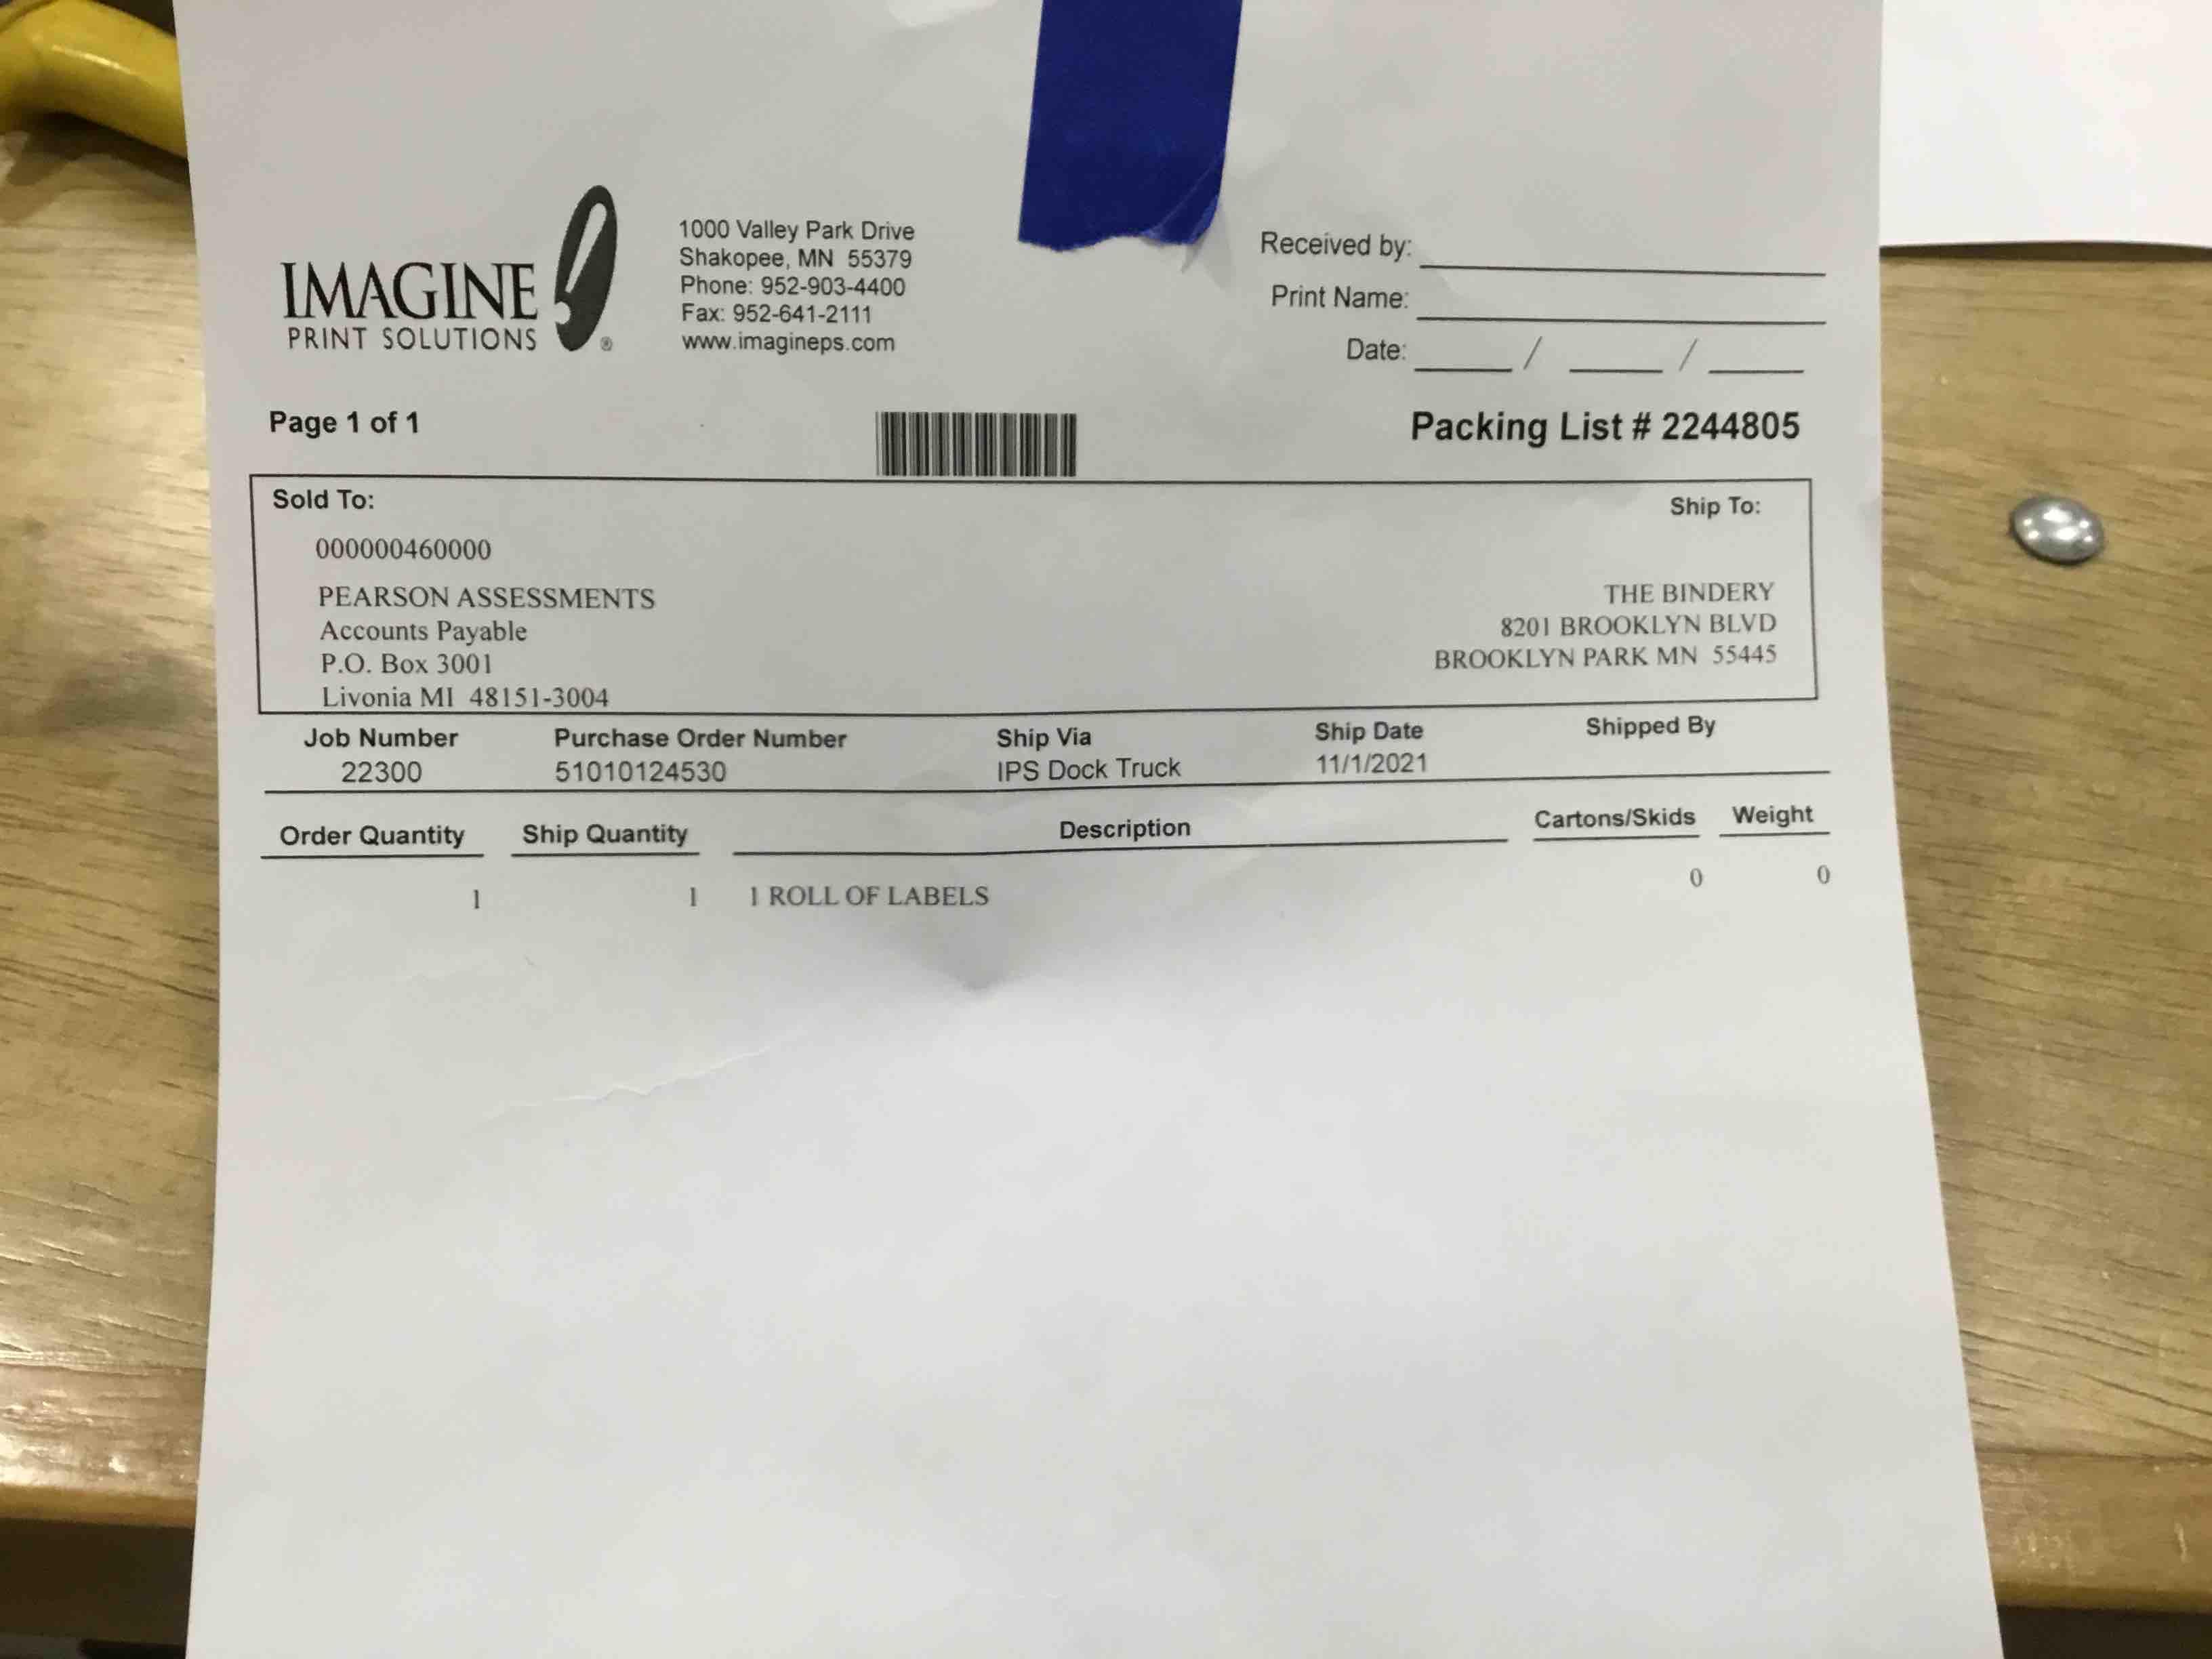 IMAGINE
PRINT SOLUTIONS ®
1000 Valley Park Drive
Shakopee, MN 55379
Phone: 952-903-4400
Fax: 952-641-2111
www.imagineps.com
Received by:
Print Name:
Date: / /
Page 1 of 1
Packing List # 2244805
Sold To:
000000460000
PEARSON ASSESSMENTS
Accounts Payable
P.O. Box 3001
Livonia MI 48151-3004
Ship To:
THE BINDERY
8201 BROOKLYN BLVD
BROOKLYN PARK MN 55445
Job Number Purchase Order Number Ship Via Ship Date Shipped By
22300 51010124530 IPS Dock Truck 11/1/2021
Order Quantity Ship Quantity Description Cartons/Skids Weight
1 1 1 ROLL OF LABELS 0 0